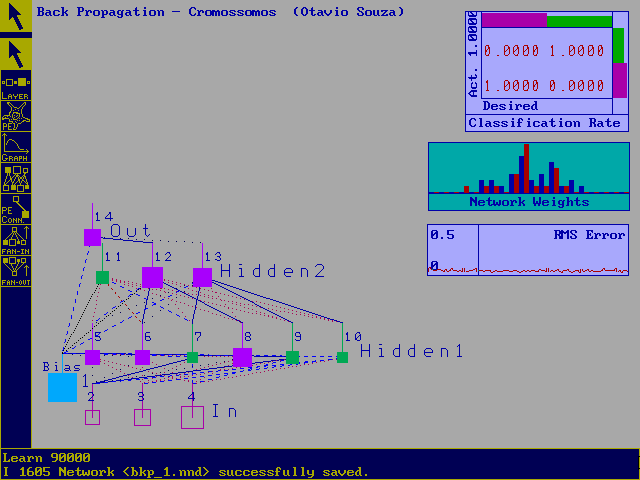 Back Propagation - Cromossomos (Otavio Souza)
LAYER
PE
GRAPH
PE
CONN.
FAN-IN
FAN-OUT
Act. 1.0000
0.0000 1.0000
1.0000 0.0000
Desired
Classification Rate
Network Weights
0.5 RMS Error
0
14
Out
11 12 13
Hidden2
5 6 7 8 9 10
Hidden1
Bias
1
2 3 4
In
Learn 90000
I 1605 Network <bkp_1.nnd> successfully saved.